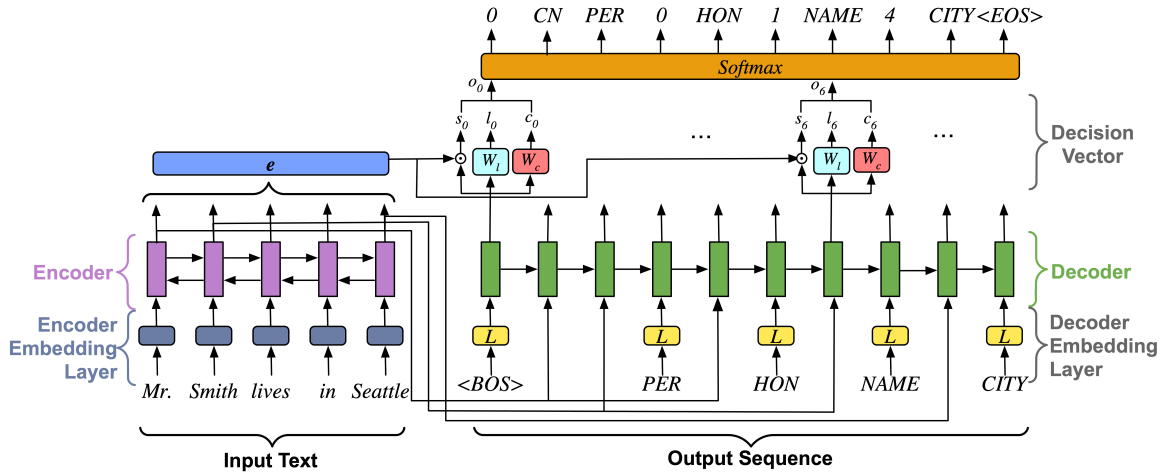 0 CN PER 0 HON 1 NAME 4 CITY <EOS>
Softmax
o0 o6
s0 l0 c0 ... s6 l6 c6 ...
Decision
Vector
e
Wl Wc Wl Wc
Encoder
Decoder
Encoder
Embedding
Layer
L L L L L
Decoder
Embedding
Layer
Mr. Smith lives in Seattle <BOS> PER HON NAME CITY
Input Text
Output Sequence